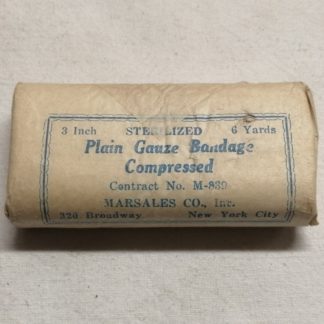 3 Inch STERILIZED 6 Yards
Plain Gauze Bandage
Compressed
Contract No. M-889
MARSALES CO., Inc.
320 Broadway New York City